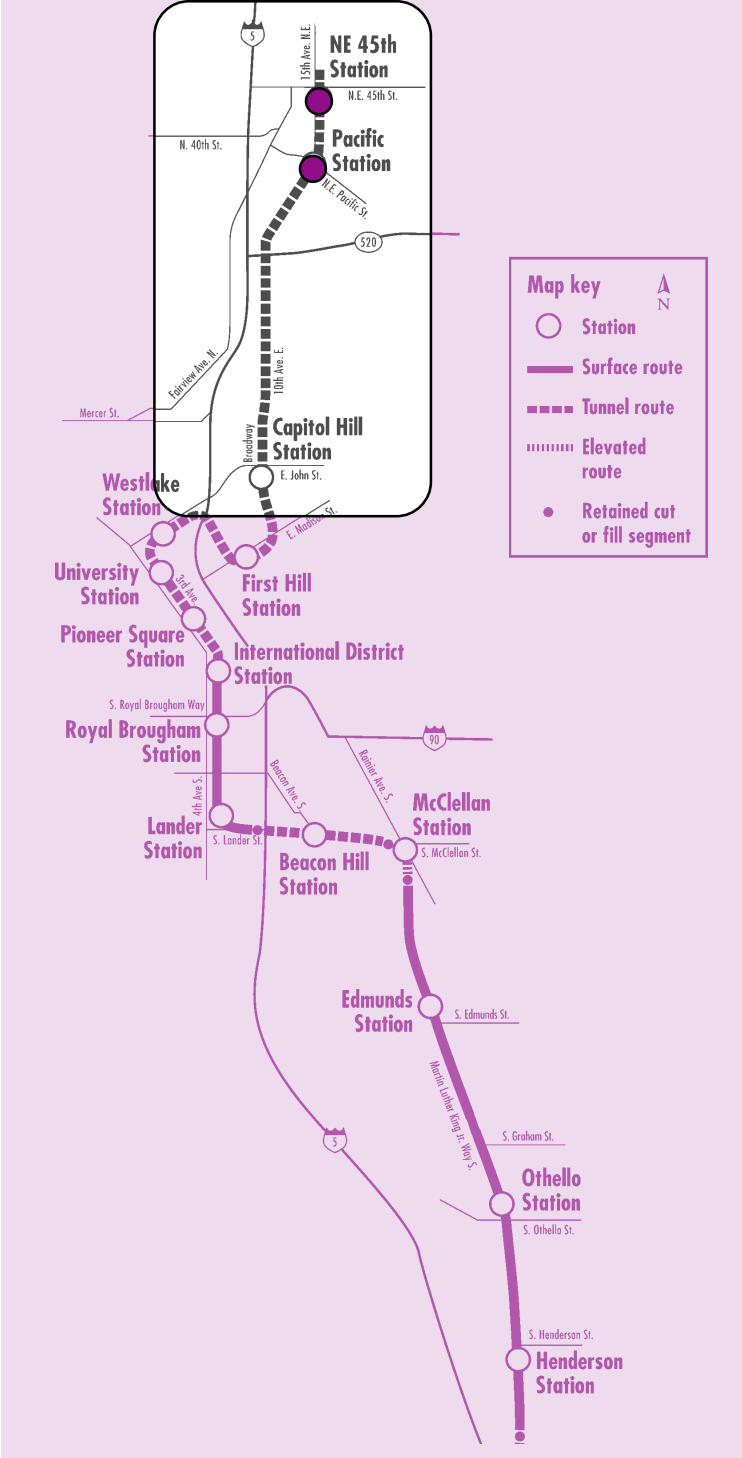 5
15th Ave. N.E.
NE 45th
Station
N.E. 45th St.
N. 40th St.
Pacific
Station
N.E. Pacific St.
520
Map key
N
Station
Surface route
Tunnel route
Elevated
route
Retained cut
or fill segment
Fairview Ave. N.
10th Ave. E.
Mercer St.
Broadway
Capitol Hill
Station
E. John St.
Westlake
Station
E. Madison St.
University
Station
3rd Ave.
First Hill
Station
Pioneer Square
Station
International District
Station
S. Royal Brougham Way
Royal Brougham
Station
90
Rainier Ave. S.
Beacon Ave. S.
4th Ave S.
McClellan
Station
Lander
Station
S. Lander St.
S. McClellan St.
Beacon Hill
Station
Edmunds
Station
S. Edmunds St.
Martin Luther King Jr. Way S.
5
S. Graham St.
Othello
Station
S. Othello St.
S. Henderson St.
Henderson
Station